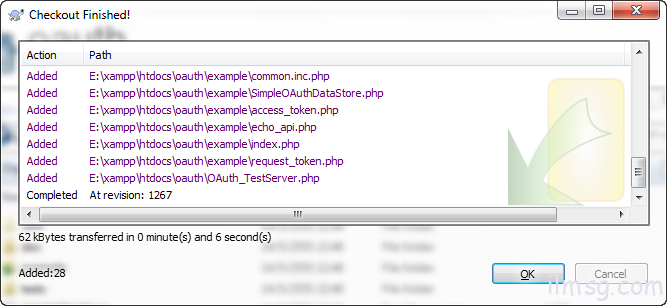 Checkout Finished!
Action Path
Added E:\xampp\htdocs\oauth\example\common.inc.php
Added E:\xampp\htdocs\oauth\example\SimpleOAuthDataStore.php
Added E:\xampp\htdocs\oauth\example\access_token.php
Added E:\xampp\htdocs\oauth\example\echo_api.php
Added E:\xampp\htdocs\oauth\example\index.php
Added E:\xampp\htdocs\oauth\example\request_token.php
Added E:\xampp\htdocs\oauth\OAuth_TestServer.php
Completed At revision: 1267
62 kBytes transferred in 0 minute(s) and 6 second(s)
Added:28
OK Cancel